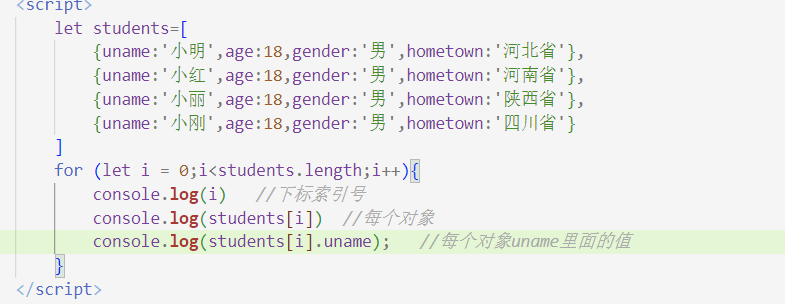 <script>
let students=[
{uname:'小明',age:18,gender:'男',hometown:'河北省'},
{uname:'小红',age:18,gender:'男',hometown:'河南省'},
{uname:'小丽',age:18,gender:'男',hometown:'陕西省'},
{uname:'小刚',age:18,gender:'男',hometown:'四川省'}
]
for (let i = 0;i<students.length;i++){
console.log(i) //下标索引号
console.log(students[i]) //每个对象
console.log(students[i].uname); //每个对象uname里面的值
}
</script>